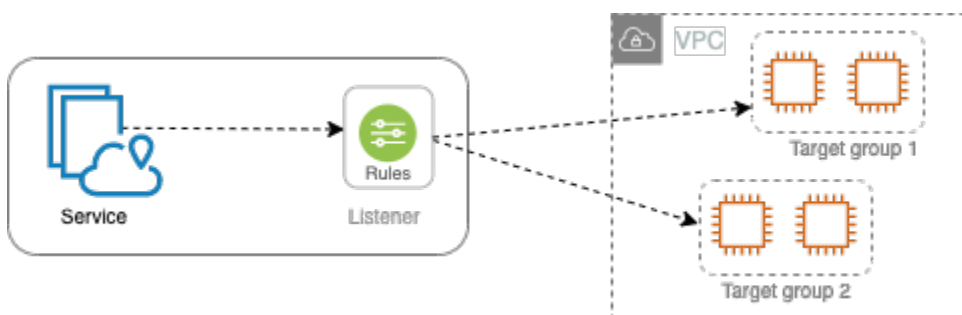 VPC
Rules
Service
Listener
Target group 1
Target group 2